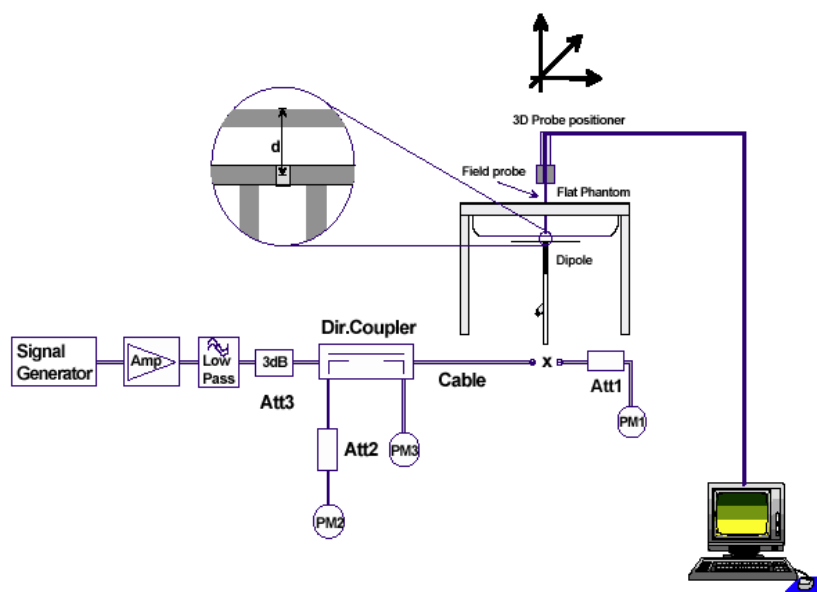 3D Probe positioner
d
Field probe
Flat Phantom
Dipole
Dir.Coupler
Signal
Generator
Amp
Low
Pass
3dB
Att3
Cable
x
Att1
PM1
Att2
PM3
PM2